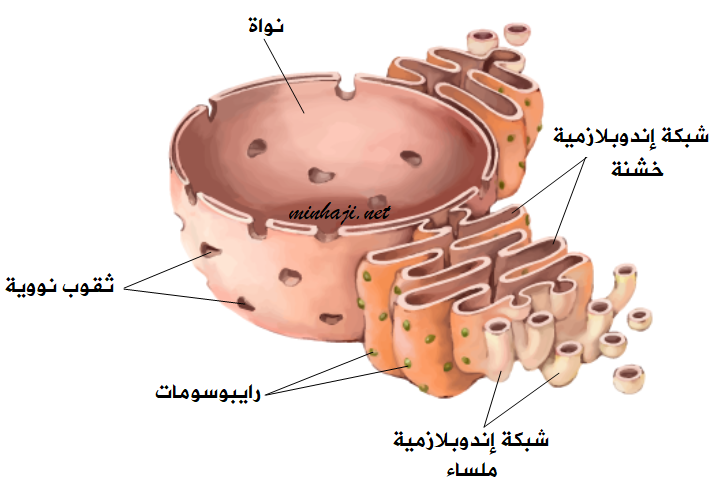 نواة
شبكة إندوبلازمية
خشنة
minhaji.net
ثقوب نووية
رايبوسومات
شبكة إندوبلازمية
ملساء